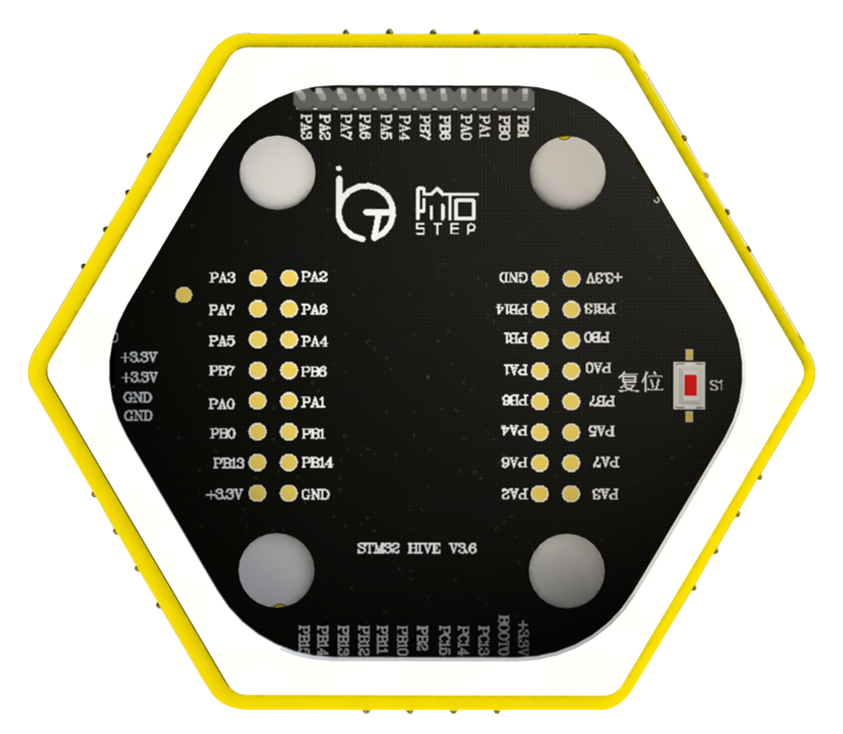 PA3
PA2
PA7
PA6
PA5
PA4
PB7
PB6
PA0
PA1
PB0
PB1
STEP
PA3 PA2
PA7 PA6
PA5 PA4
PB7 PB6
PA0 PA1
PB0 PB1
PB13 PB14
+3.3V GND
GND +3.3V
PB14 PB13
PB1 PB0
PA1 PA0
PB6 PB7
PA4 PA5
PA6 PA7
PA2 PA3
+3.3V
+3.3V
GND
GND
复位 S1
STM32 HIVE V3.6
PB15
PB14
PB13
PB12
PB11
PB10
PB2
PC15
PC14
PC13
BOOT0
+3.3V